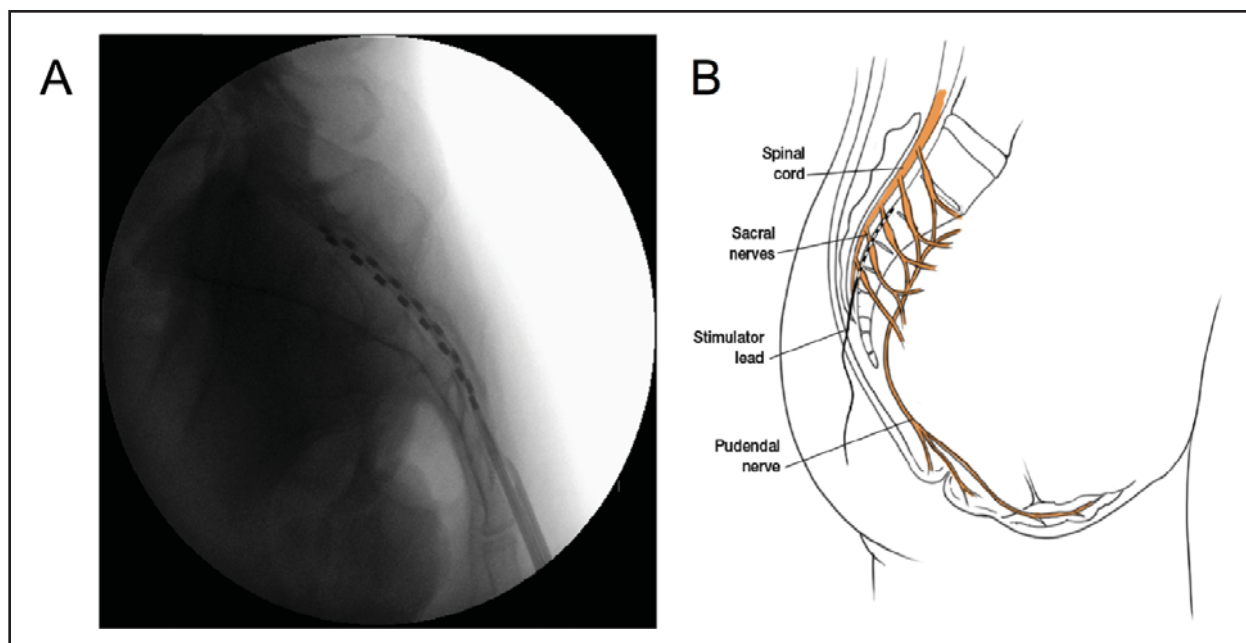 A
B
Spinal
cord
Sacral
nerves
Stimulator
lead
Pudendal
nerve